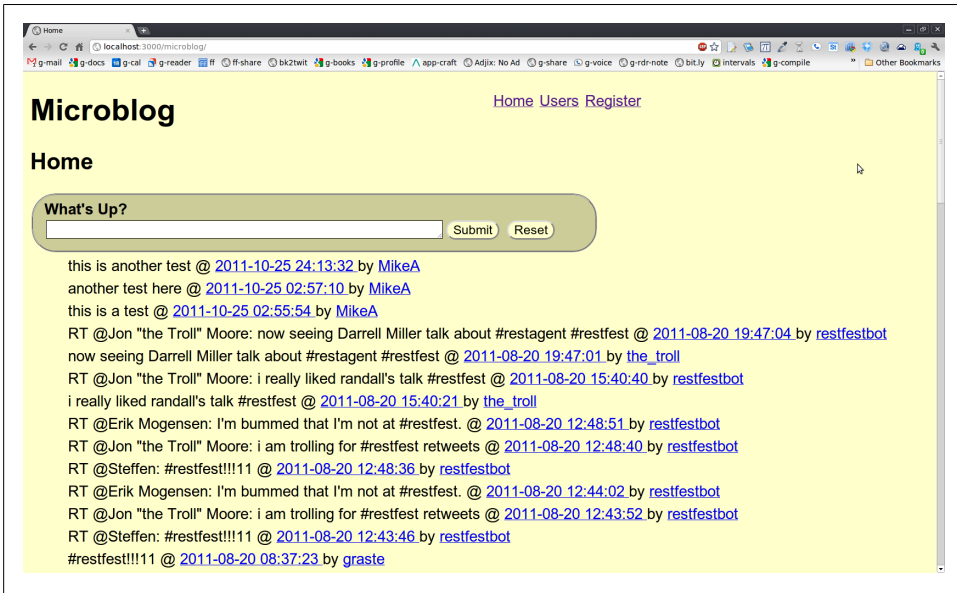 Home
localhost:3000/microblog/
g-mail g-docs g-cal g-reader ff ff-share bk2twit g-books g-profile app-craft Adjix: No Ad g-share g-voice g-rdr-note bit.ly intervals g-compile » Other Bookmarks
Microblog
Home Users Register
Home
What's Up?
Submit Reset
this is another test @ 2011-10-25 24:13:32 by MikeA
another test here @ 2011-10-25 02:57:10 by MikeA
this is a test @ 2011-10-25 02:55:54 by MikeA
RT @Jon "the Troll" Moore: now seeing Darrell Miller talk about #restagent #restfest @ 2011-08-20 19:47:04 by restfestbot
now seeing Darrell Miller talk about #restagent #restfest @ 2011-08-20 19:47:01 by the_troll
RT @Jon "the Troll" Moore: i really liked randall's talk #restfest @ 2011-08-20 15:40:40 by restfestbot
i really liked randall's talk #restfest @ 2011-08-20 15:40:21 by the_troll
RT @Erik Mogensen: I'm bummed that I'm not at #restfest. @ 2011-08-20 12:48:51 by restfestbot
RT @Jon "the Troll" Moore: i am trolling for #restfest retweets @ 2011-08-20 12:48:40 by restfestbot
RT @Steffen: #restfest!!!11 @ 2011-08-20 12:48:36 by restfestbot
RT @Erik Mogensen: I'm bummed that I'm not at #restfest. @ 2011-08-20 12:44:02 by restfestbot
RT @Jon "the Troll" Moore: i am trolling for #restfest retweets @ 2011-08-20 12:43:52 by restfestbot
RT @Steffen: #restfest!!!11 @ 2011-08-20 12:43:46 by restfestbot
#restfest!!!11 @ 2011-08-20 08:37:23 by graste